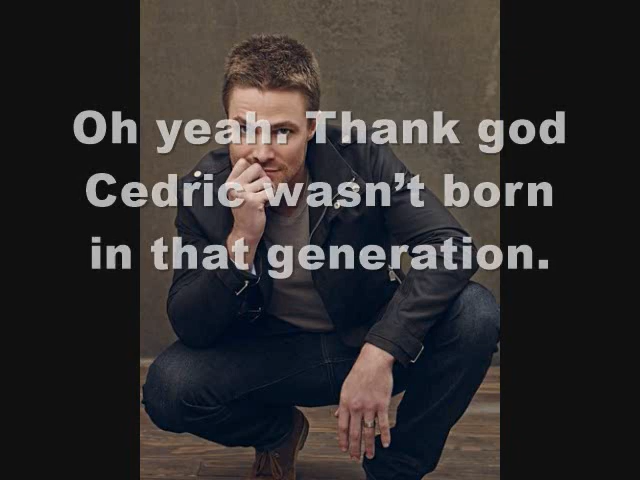 Oh yeah. Thank god
Cedric wasn’t born
in that generation.